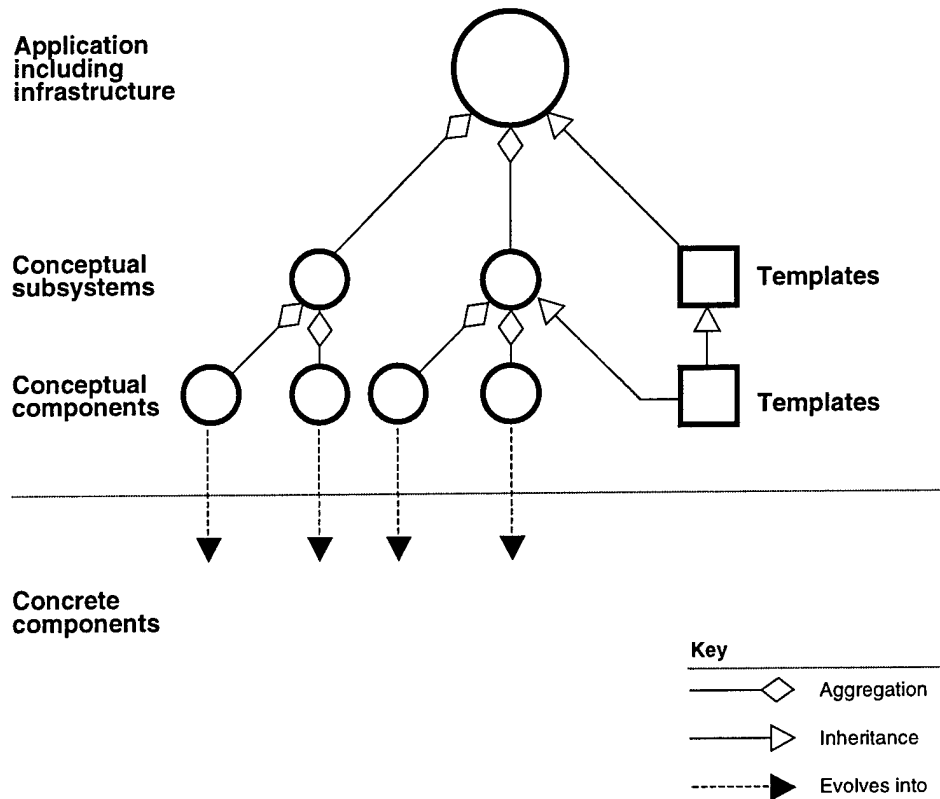 Application
including
infrastructure
Conceptual
subsystems
Templates
Conceptual
components
Templates
Concrete
components
Key
Aggregation
Inheritance
Evolves into